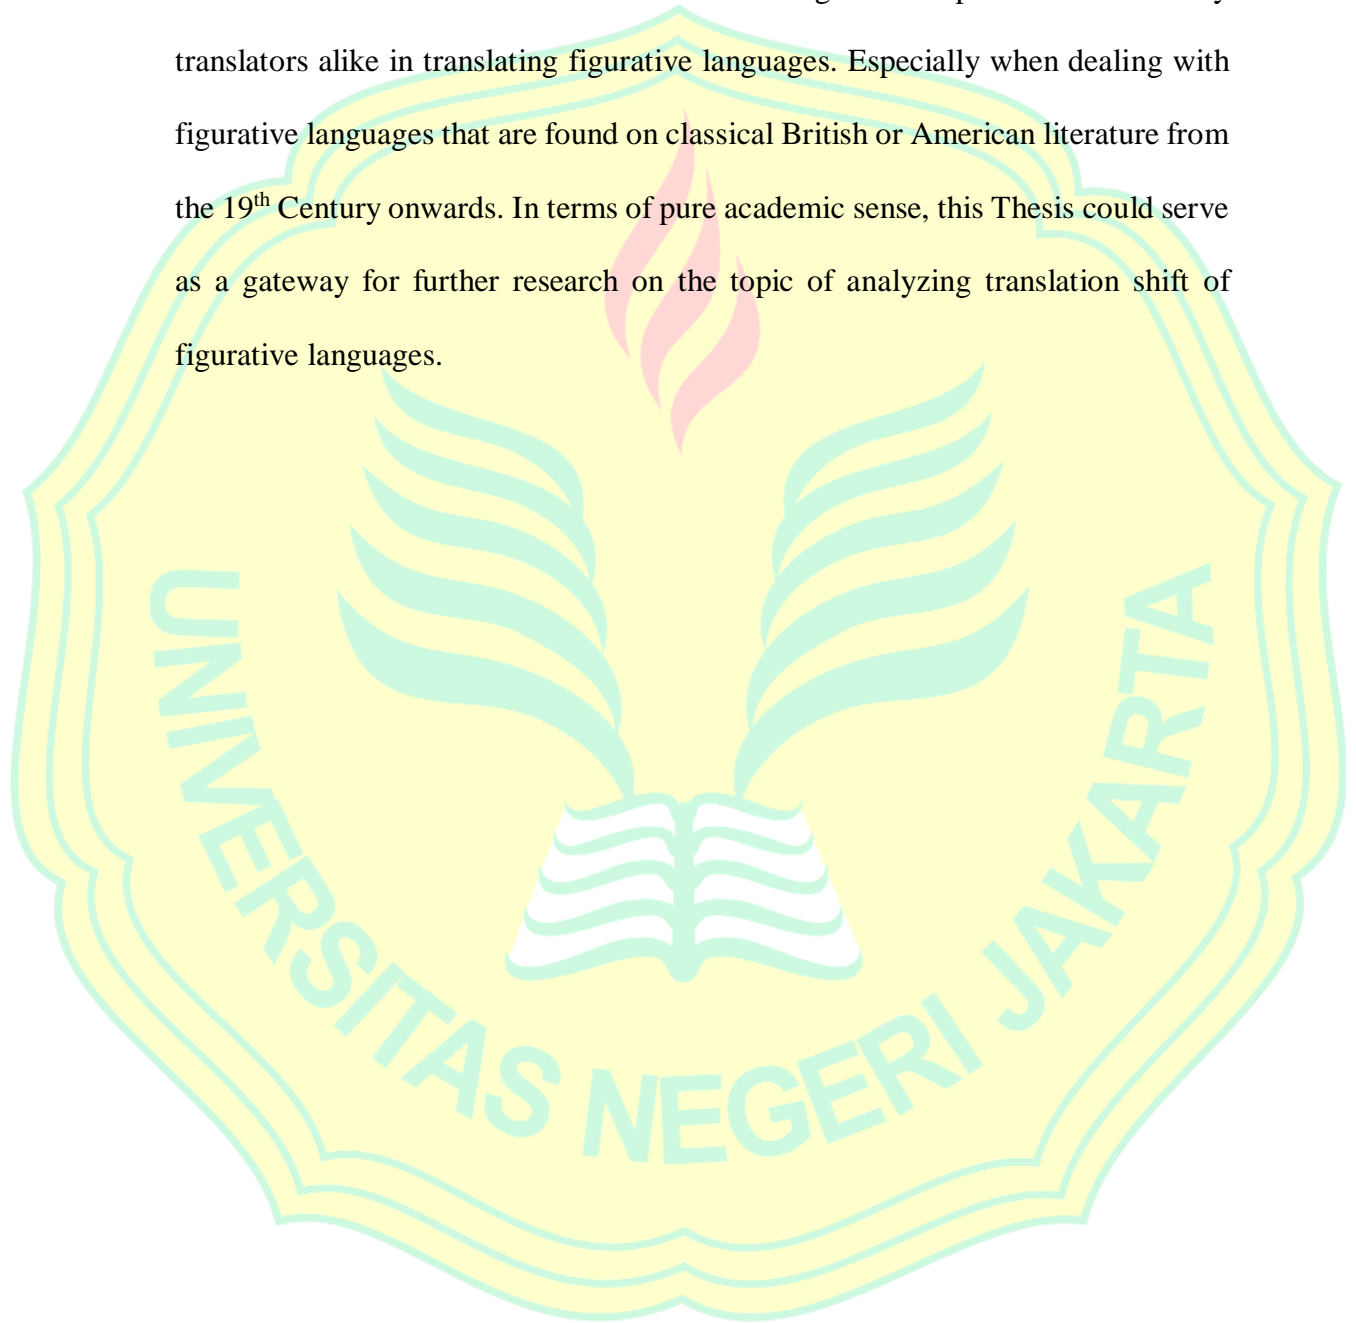 translators alike in translating figurative languages. Especially when dealing with
figurative languages that are found on classical British or American literature from
the 19th Century onwards. In terms of pure academic sense, this Thesis could serve
as a gateway for further research on the topic of analyzing translation shift of
figurative languages.
UNIVERSITAS NEGERI JAKARTA